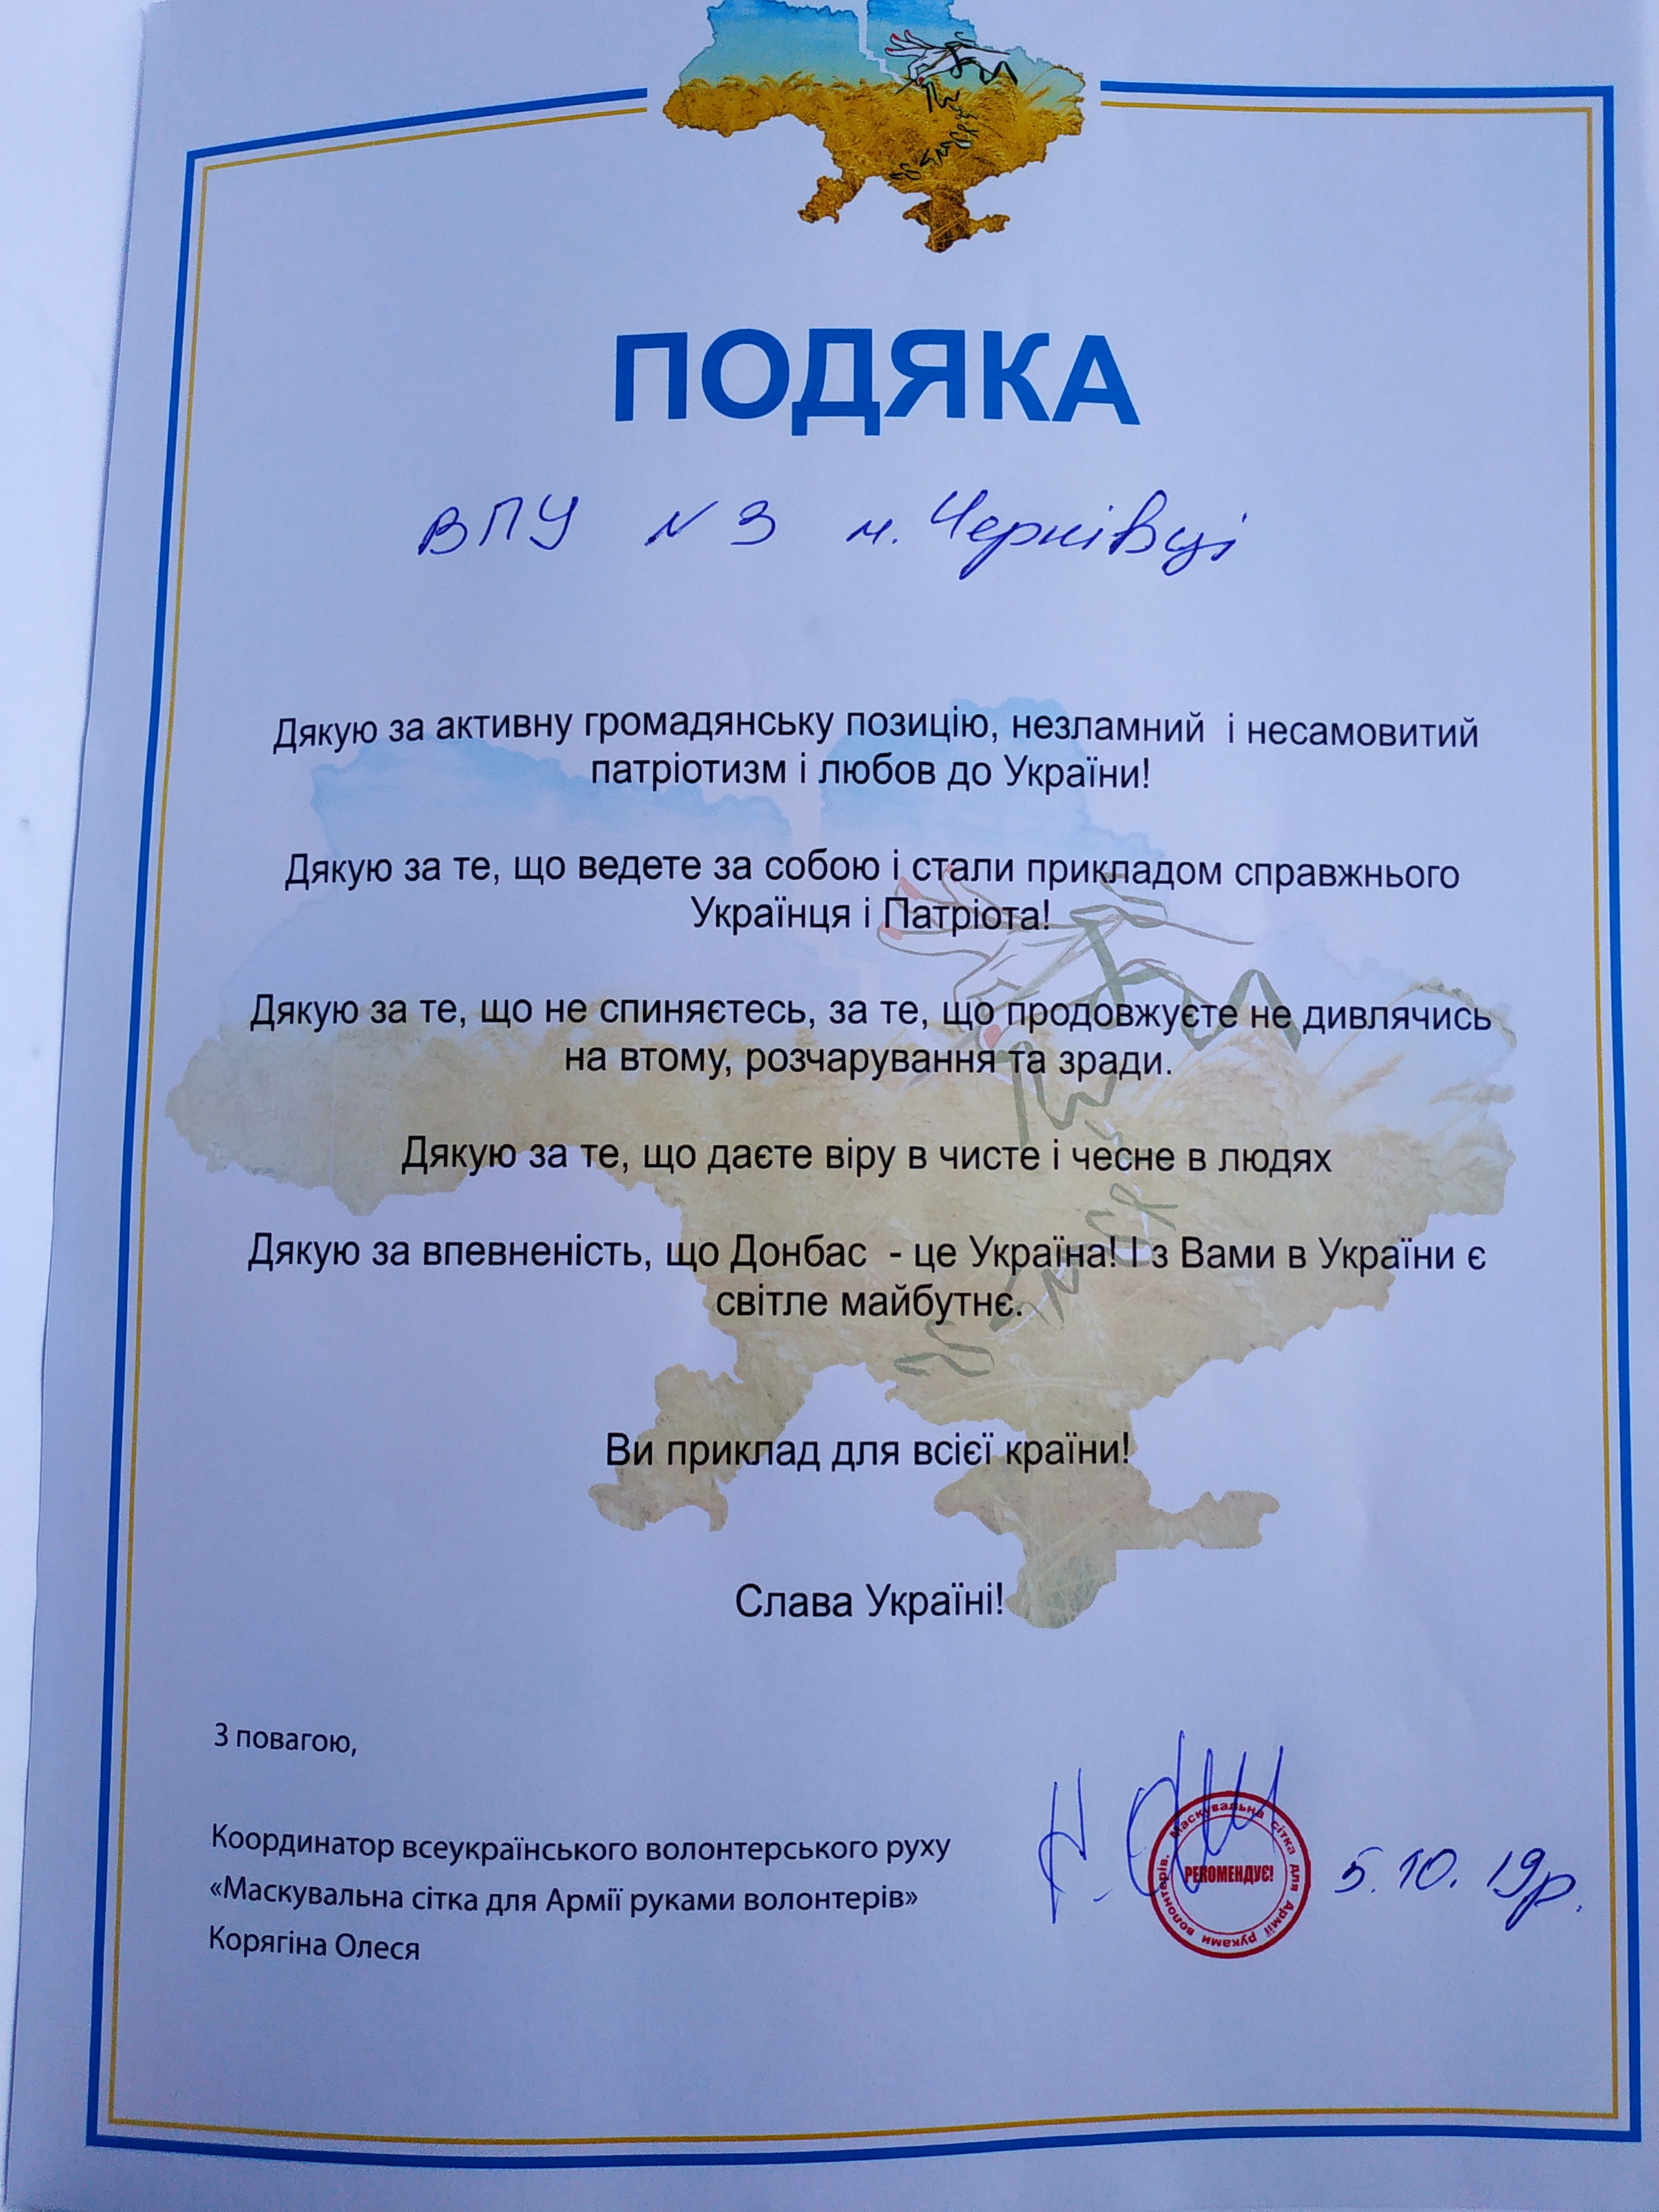 ПОДЯКА
ВПУ №3 м. Чернівці
Дякую за активну громадянську позицію, незламний і несамовитий
патріотизм і любов до України!
Дякую за те, що ведете за собою і стали прикладом справжнього
Українця і Патріота!
Дякую за те, що не спиняєтесь, за те, що продовжуєте не дивлячись
на втому, розчарування та зради.
Дякую за те, що даєте віру в чисте і чесне в людях
Дякую за впевненість, що Донбас - це Україна! І з Вами в України є
світле майбутнє.
Ви приклад для всієї країни!
Слава Україні!
З повагою,
Координатор всеукраїнського волонтерського руху
«Маскувальна сітка для Армії руками волонтерів»
Корягіна Олеся
Маскувальна сітка для Армії руками волонтерів.
РЕКОМЕНДУЄ!
5.10.19р.